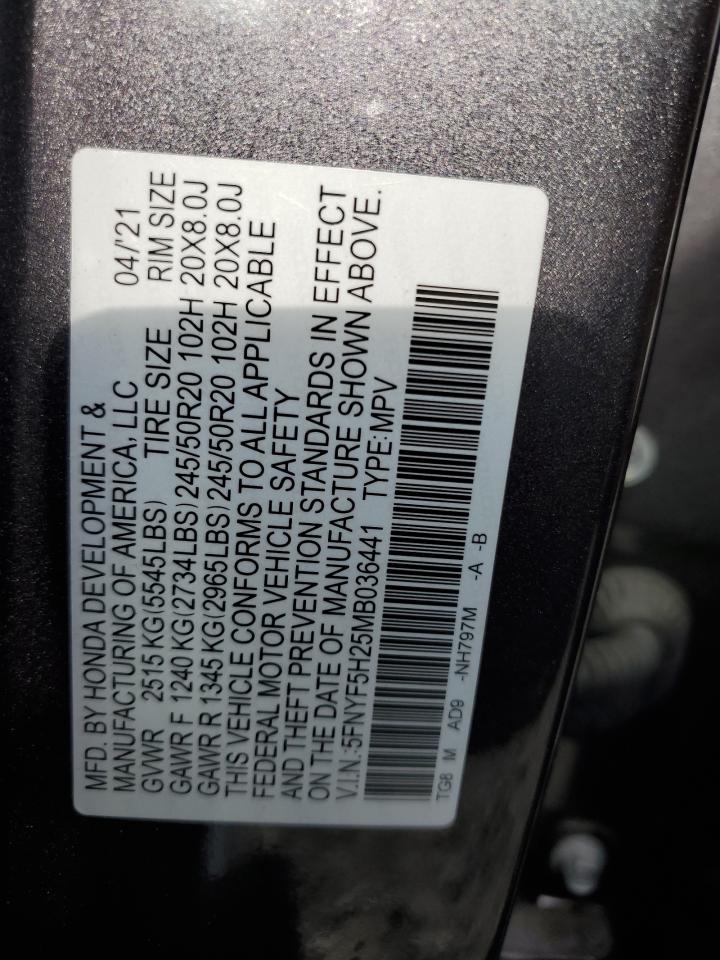 MFD. BY HONDA DEVELOPMENT &
MANUFACTURING OF AMERICA, LLC 04/'21
GVWR 2515 KG(5545LBS) TIRE SIZE RIM SIZE
GAWR F 1240 KG(2734LBS) 245/50R20 102H 20X8.0J
GAWR R 1345 KG(2965LBS) 245/50R20 102H 20X8.0J
THIS VEHICLE CONFORMS TO ALL APPLICABLE
FEDERAL MOTOR VEHICLE SAFETY
AND THEFT PREVENTION STANDARDS IN EFFECT
ON THE DATE OF MANUFACTURE SHOWN ABOVE.
V.I.N.:5FNYF5H25MB036441 TYPE:MPV
TG8 M AD9 -NH797M -A -B